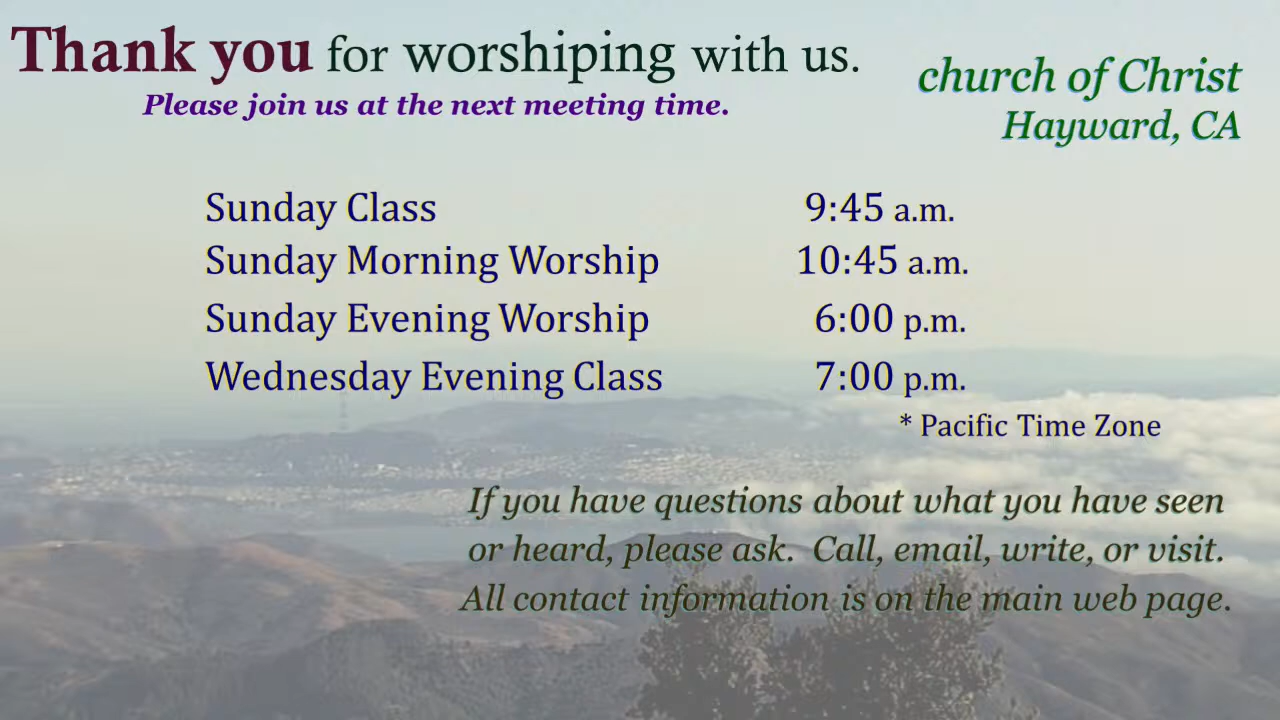 Thank you for worshiping with us.
Please join us at the next meeting time.
church of Christ
Hayward, CA
Sunday Class 9:45 a.m.
Sunday Morning Worship 10:45 a.m.
Sunday Evening Worship 6:00 p.m.
Wednesday Evening Class 7:00 p.m.
* Pacific Time Zone
If you have questions about what you have seen
or heard, please ask. Call, email, write, or visit.
All contact information is on the main web page.